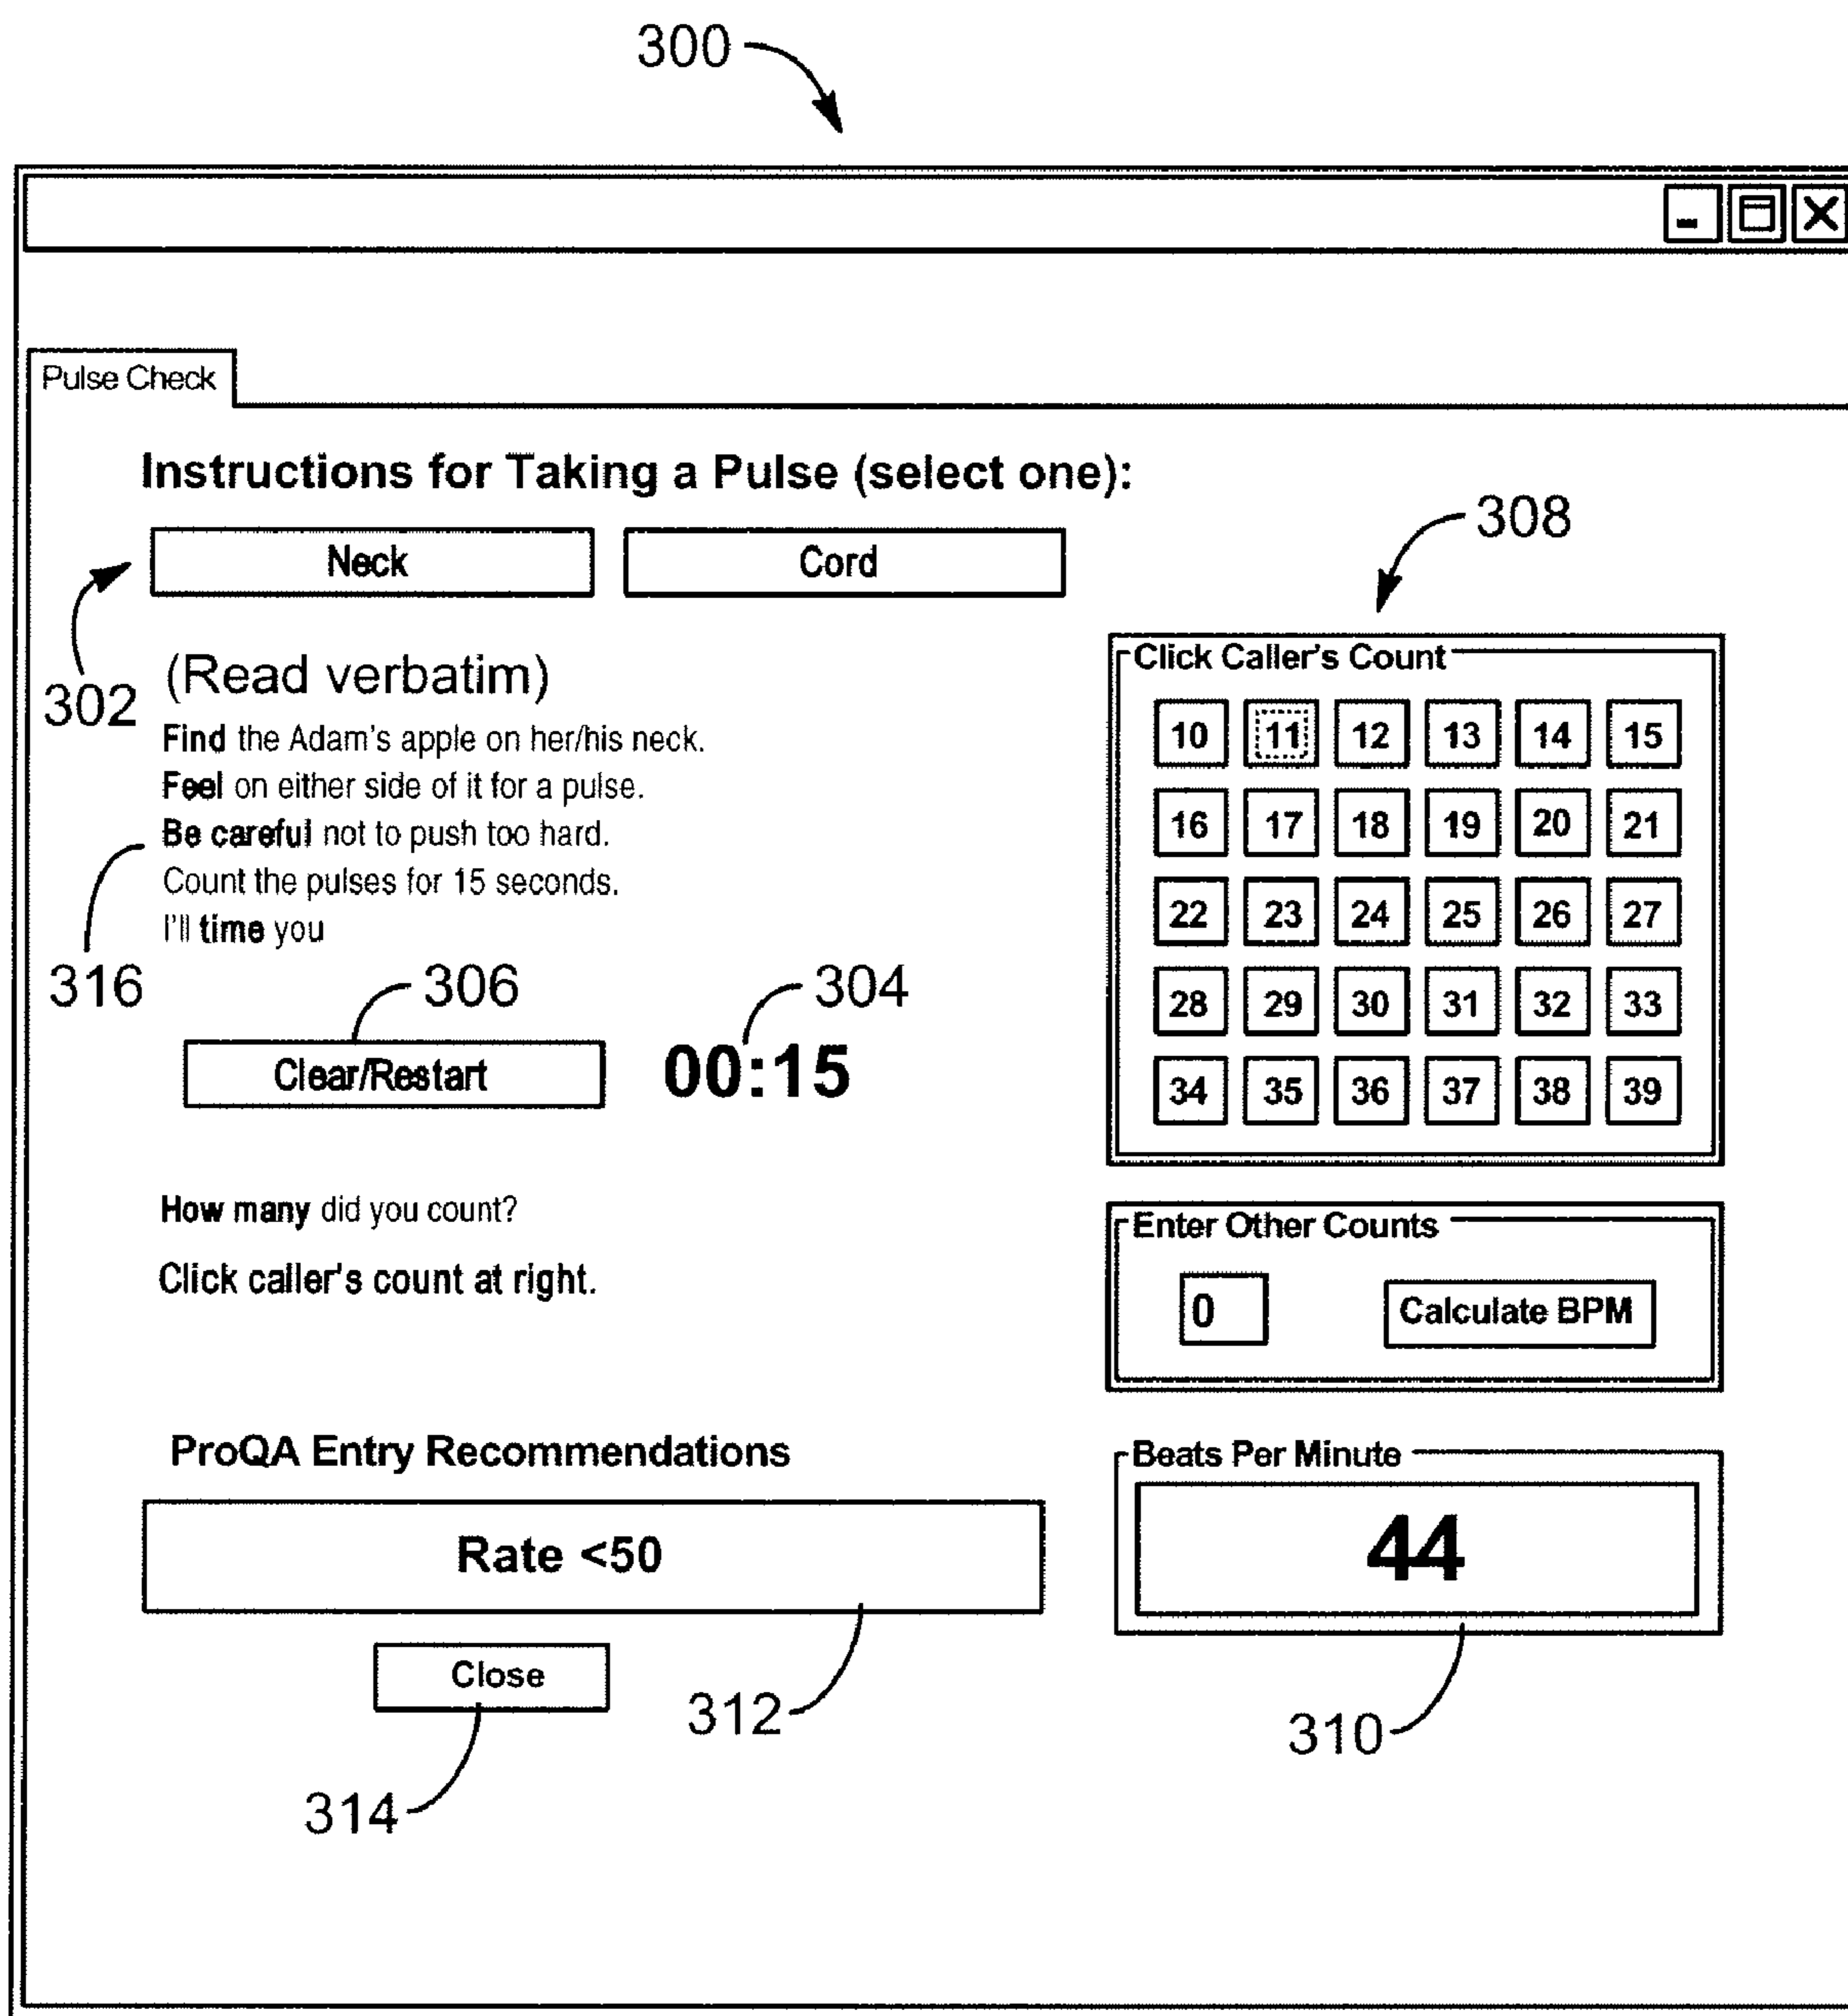 300
Pulse Check
Instructions for Taking a Pulse (select one):
Neck
Cord
302
308
(Read verbatim)
Find the Adam's apple on her/his neck.
Feel on either side of it for a pulse.
Be careful not to push too hard.
Count the pulses for 15 seconds.
I'll time you
316
306
304
Clear/Restart
00:15
Click Caller's Count
10 11 12 13 14 15
16 17 18 19 20 21
22 23 24 25 26 27
28 29 30 31 32 33
34 35 36 37 38 39
How many did you count?
Click caller's count at right.
Enter Other Counts
0
Calculate BPM
ProQA Entry Recommendations
Rate <50
Beats Per Minute
44
Close
312
310
314